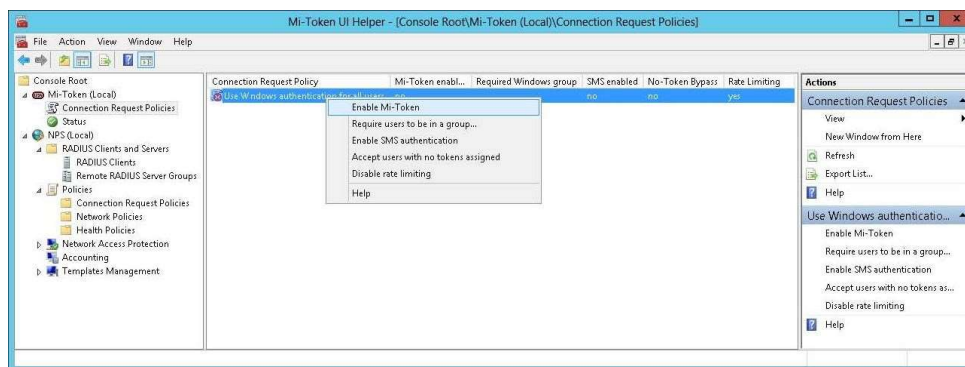 Mi-Token UI Helper - [Console Root\Mi-Token (Local)\Connection Request Policies]
File Action View Window Help
Console Root
Mi-Token (Local)
Connection Request Policies
Status
NPS (Local)
RADIUS Clients and Servers
RADIUS Clients
Remote RADIUS Server Groups
Policies
Connection Request Policies
Network Policies
Health Policies
Network Access Protection
Accounting
Templates Management
Connection Request Policy Mi-Token enabl... Required Windows group SMS enabled No-Token Bypass Rate Limiting
Use Windows authentication for all users no no no yes
Enable Mi-Token
Require users to be in a group...
Enable SMS authentication
Accept users with no tokens assigned
Disable rate limiting
Help
Actions
Connection Request Policies
View
New Window from Here
Refresh
Export List...
Help
Use Windows authenticatio...
Enable Mi-Token
Require users to be in a group...
Enable SMS authentication
Accept users with no tokens as...
Disable rate limiting
Help